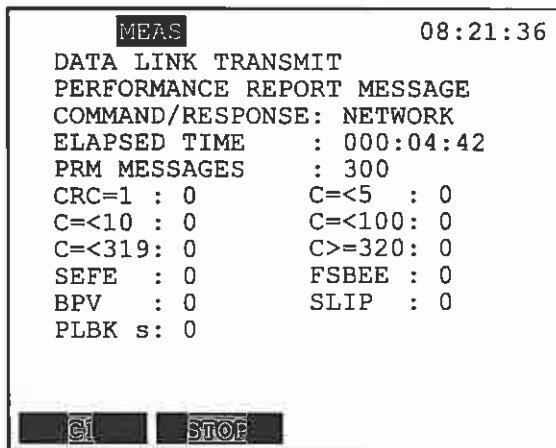 MEAS 08:21:36
DATA LINK TRANSMIT
PERFORMANCE REPORT MESSAGE
COMMAND/RESPONSE: NETWORK
ELAPSED TIME : 000:04:42
PRM MESSAGES : 300
CRC=1 : 0 C=<5 : 0
C=<10 : 0 C=<100: 0
C=<319: 0 C>=320: 0
SEFE : 0 FSBEE : 0
BPV : 0 SLIP : 0
PLBK s: 0
STOP